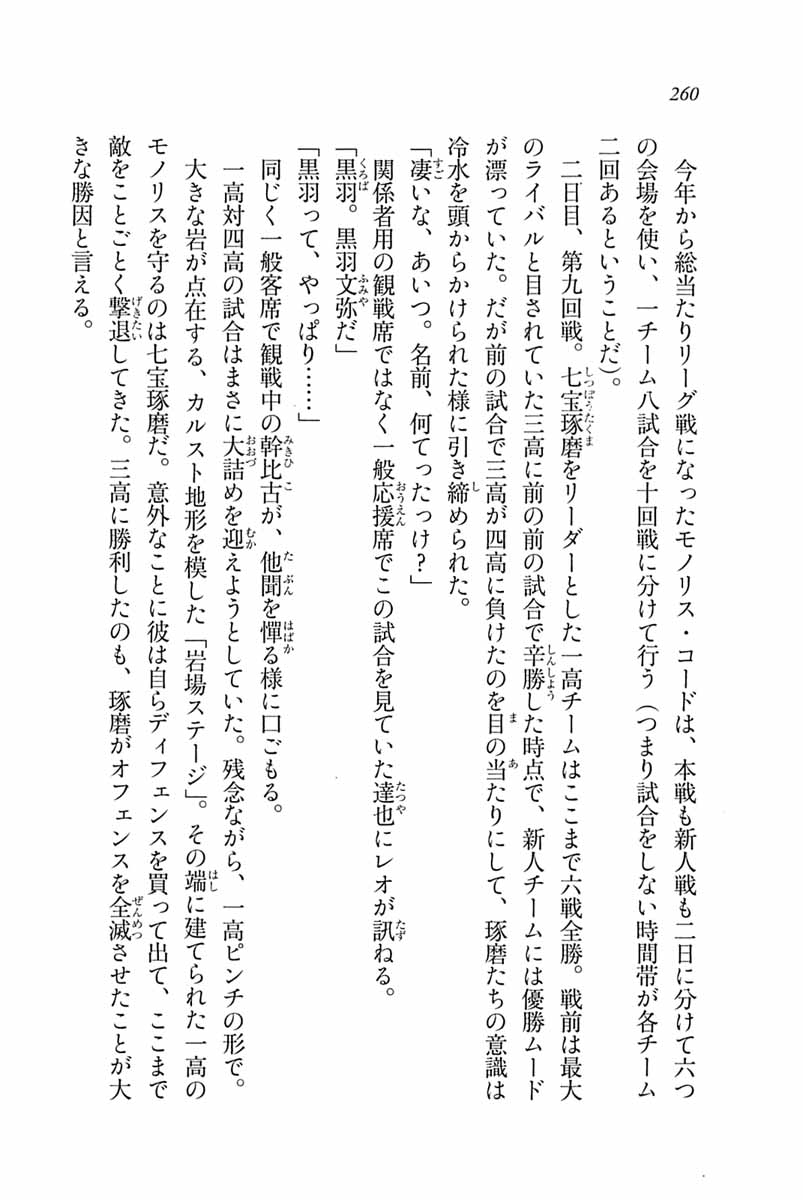 260
今年から総当たりリーグ戦になったモノリス・コードは、本戦も新人戦も二日に分けて六つ
の会場を使い、一チーム八試合を十回戦に分けて行う（つまり試合をしない時間帯が各チーム
二回あるということだ）。
二日目、第九回戦。七宝琢磨をリーダーとした一高チームはここまで六戦全勝。戦前は最大
のライバルと目されていた三高に前の前の試合で辛勝した時点で、新人チームには優勝ムード
が漂っていた。だが前の試合で三高が四高に負けたのを目の当たりにして、琢磨たちの意識は
冷水を頭からかけられた様に引き締められた。
「凄いな、あいつ。名前、何てったっけ？」
関係者用の観戦席ではなく一般応援席でこの試合を見ていた達也にレオが訊ねる。
「黒羽。黒羽文弥だ」
「黒羽って、やっぱり……」
同じく一般客席で観戦中の幹比古が、他聞を憚る様に口ごもる。
一高対四高の試合はまさに大詰めを迎えようとしていた。残念ながら、一高ピンチの形で。
大きな岩が点在する、カルスト地形を模した「岩場ステージ」。その端に建てられた一高の
モノリスを守るのは七宝琢磨だ。意外なことに彼は自らディフェンスを買って出て、ここまで
敵をことごとく撃退してきた。三高に勝利したのも、琢磨がオフェンスを全滅させたことが大
きな勝因と言える。